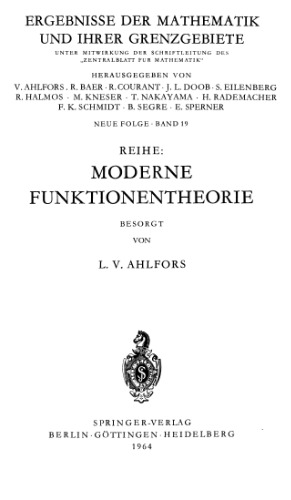 ERGEBNISSE DER MATHEMATIK
UND IHRER GRENZGEBIETE
UNTER MITWIRKUNG DER SCHRIFTLEITUNG DES
„ZENTRALBLATT FÜR MATHEMATIK“
HERAUSGEGEBEN VON
V. AHLFORS · R. BAER · R. COURANT · J. L. DOOB · S. EILENBERG
R. HALMOS · M. KNESER · T. NAKAYAMA · H. RADEMACHER
F. K. SCHMIDT · B. SEGRE · E. SPERNER
NEUE FOLGE · BAND 19
REIHE:
MODERNE
FUNKTIONENTHEORIE
BESORGT
VON
L. V. AHLFORS
SPRINGER-VERLAG
BERLIN · GÖTTINGEN · HEIDELBERG
1964